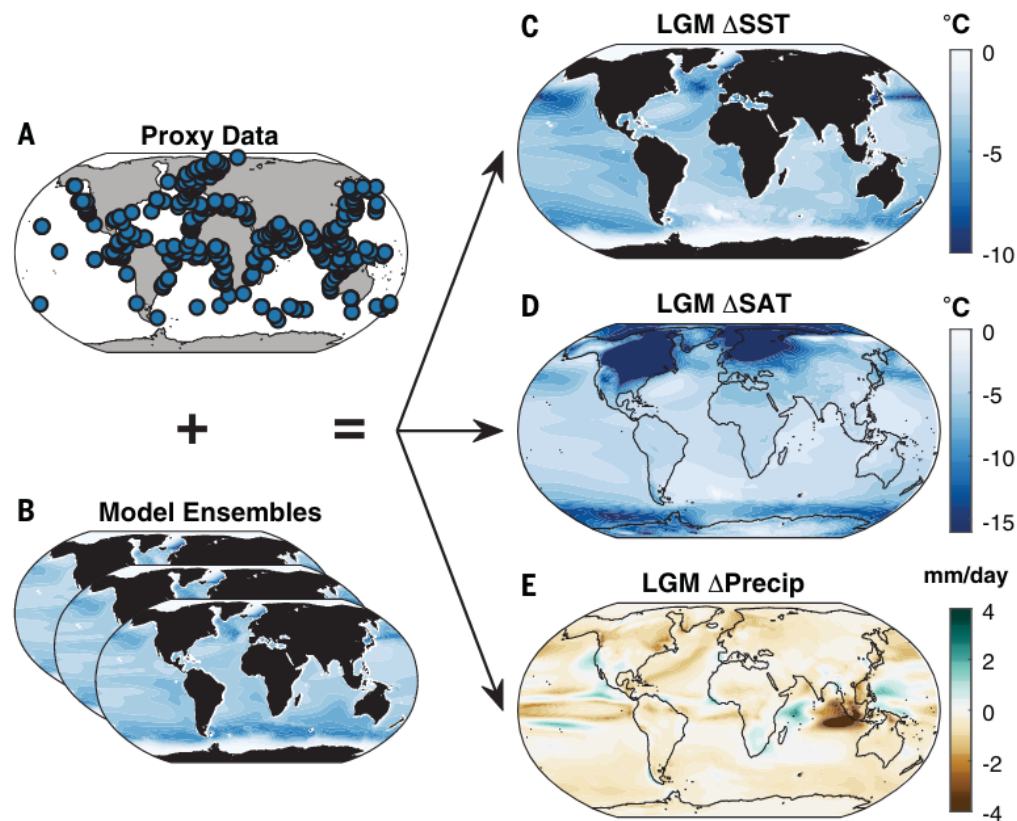 A
Proxy Data
+
=
B
Model Ensembles
C
LGM ΔSST
°C
0
-5
-10
D
LGM ΔSAT
°C
0
-5
-10
-15
E
LGM ΔPrecip
mm/day
4
2
0
-2
-4